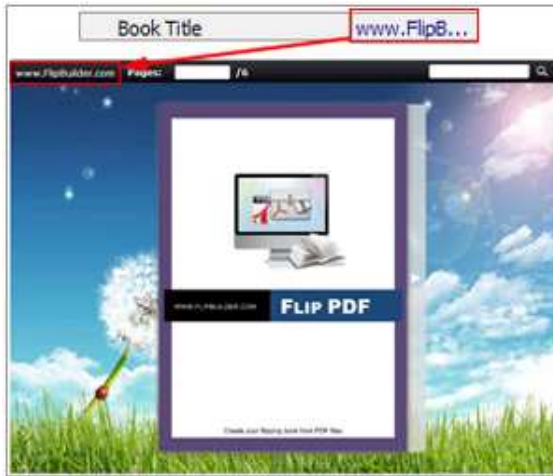 Book Title www.FlipB...
www.FlipBuilder.com Pages: /6
WWW.FLIPBUILDER.COM FLIP PDF
Create your flipping book from PDF files